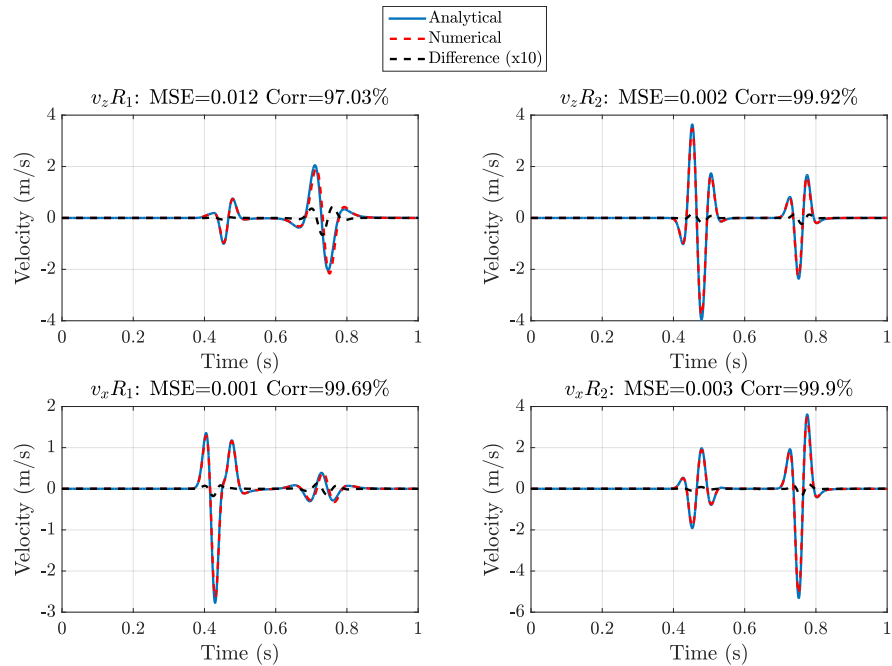 Analytical
Numerical
Difference (x10)
v_zR_1: MSE=0.012 Corr=97.03%
4
2
0
-2
-4
Velocity (m/s)
0 0.2 0.4 0.6 0.8 1
Time (s)
v_zR_2: MSE=0.002 Corr=99.92%
4
2
0
-2
-4
Velocity (m/s)
0 0.2 0.4 0.6 0.8 1
Time (s)
v_xR_1: MSE=0.001 Corr=99.69%
2
1
0
-1
-2
-3
Velocity (m/s)
0 0.2 0.4 0.6 0.8 1
Time (s)
v_xR_2: MSE=0.003 Corr=99.9%
4
2
0
-2
-4
-6
Velocity (m/s)
0 0.2 0.4 0.6 0.8 1
Time (s)